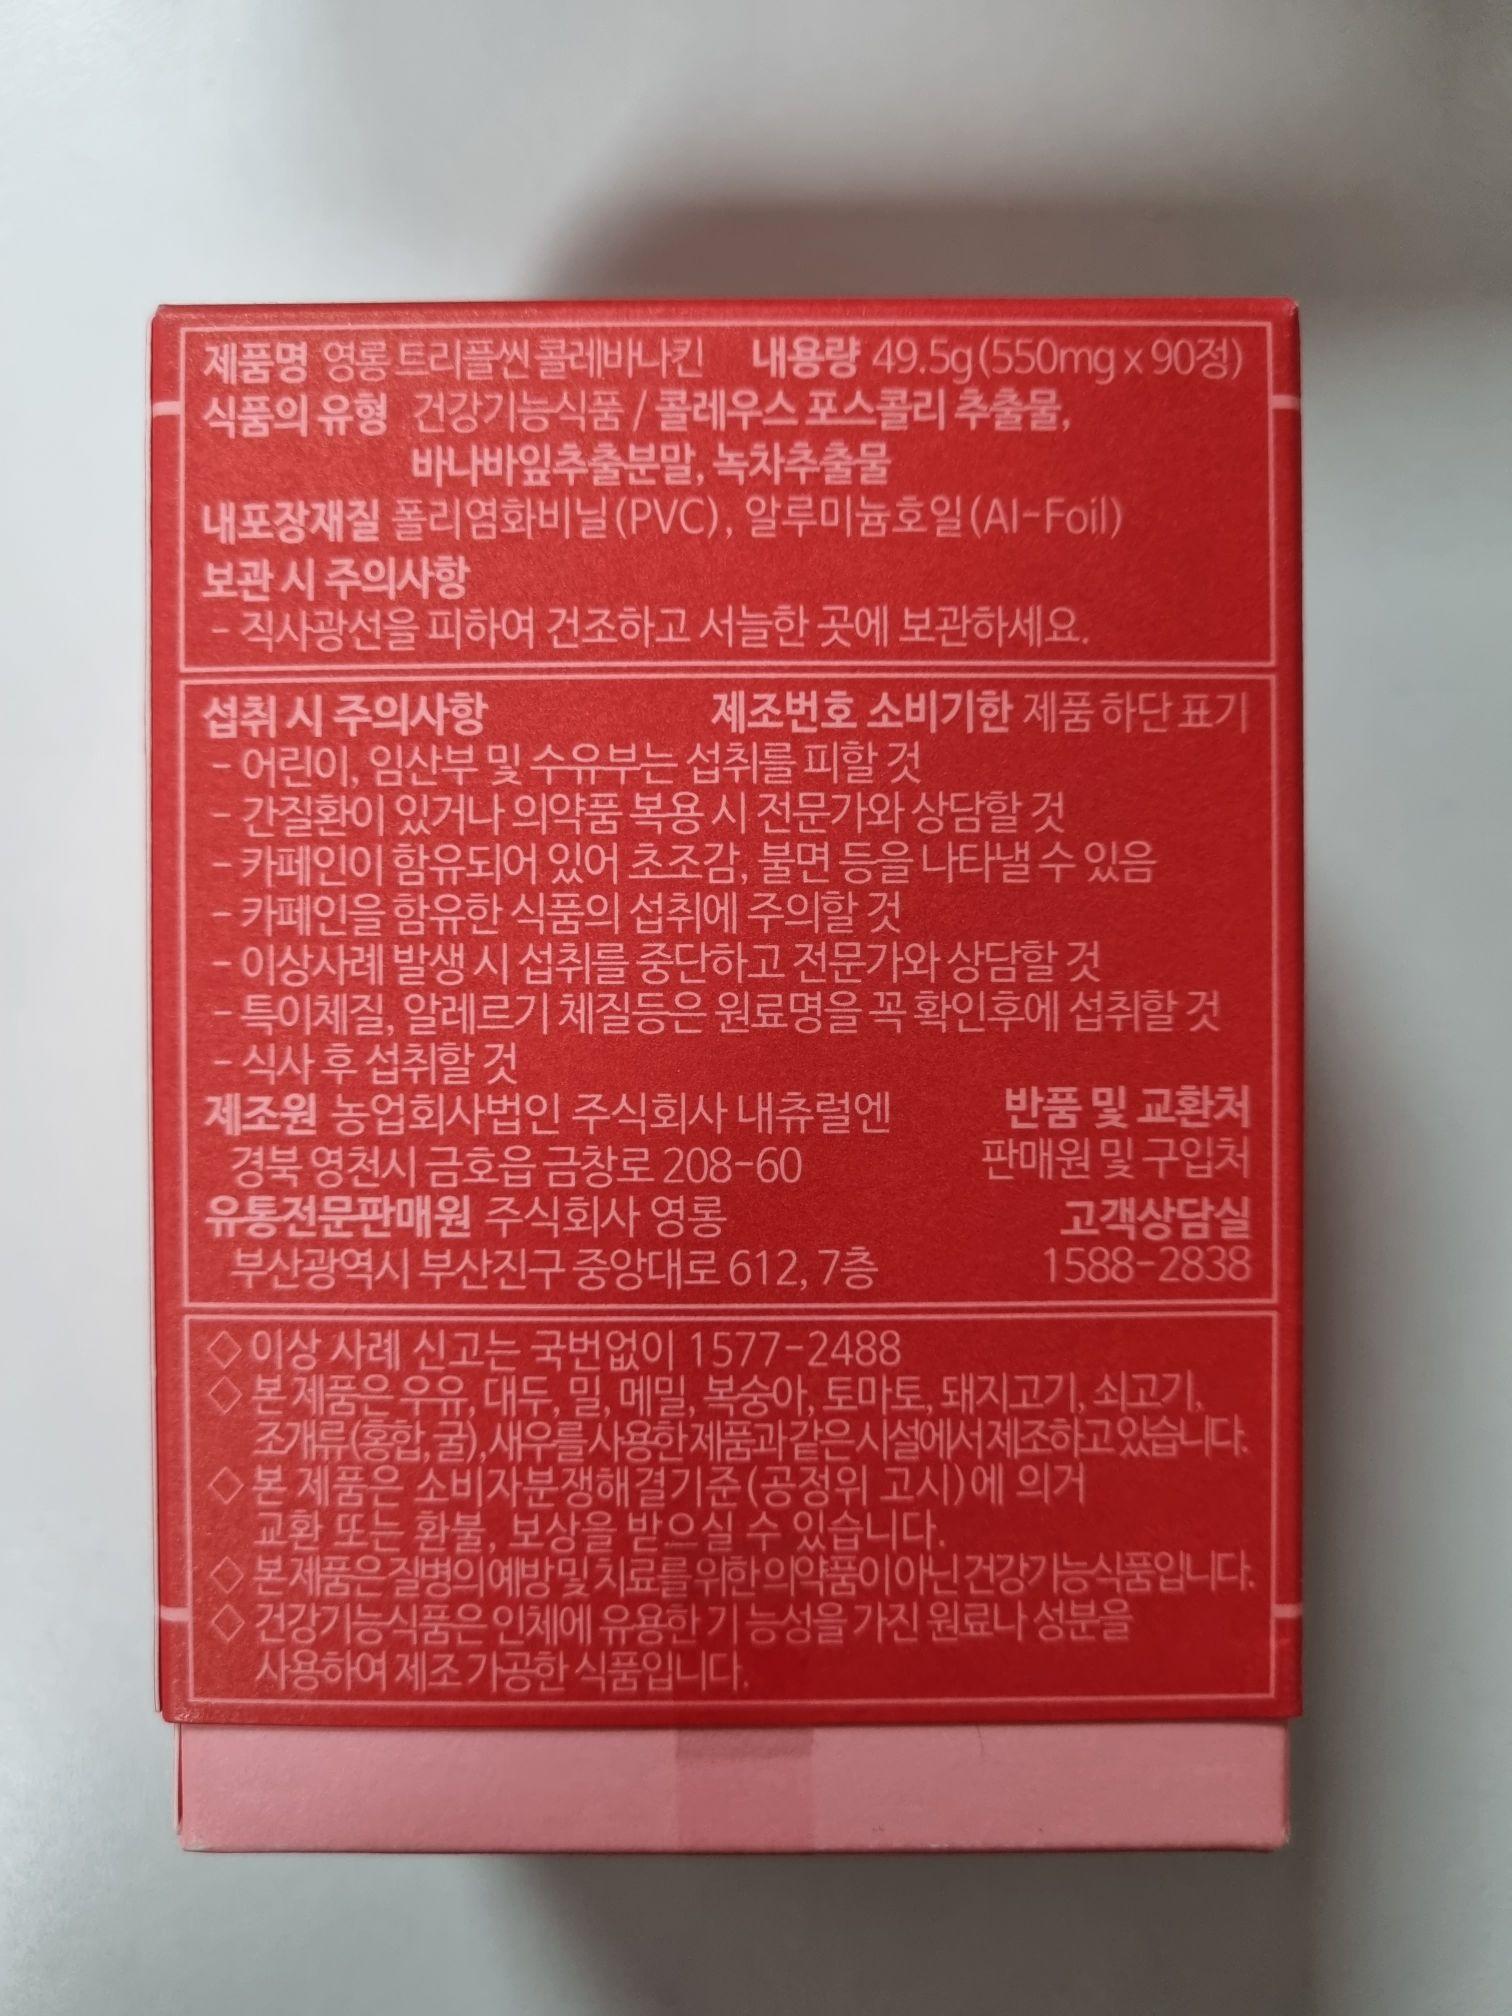 제품명 영롱 트리플씬 콜레바나킨 내용량 49.5g(550mg x 90정)
식품의 유형 건강기능식품 / 콜레우스 포스콜리 추출물,
바나바잎추출분말, 녹차추출물
내포장재질 폴리염화비닐(PVC), 알루미늄호일(Al-Foil)
보관 시 주의사항
- 직사광선을 피하여 건조하고 서늘한 곳에 보관하세요.
섭취 시 주의사항 제조번호 소비기한 제품 하단 표기
- 어린이, 임산부 및 수유부는 섭취를 피할 것
- 간질환이 있거나 의약품 복용 시 전문가와 상담할 것
- 카페인이 함유되어 있어 초조감, 불면 등을 나타낼 수 있음
- 카페인을 함유한 식품의 섭취에 주의할 것
- 이상사례 발생 시 섭취를 중단하고 전문가와 상담할 것
- 특이체질, 알레르기 체질등은 원료명을 꼭 확인후에 섭취할 것
- 식사 후 섭취할 것
제조원 농업회사법인 주식회사 내츄럴엔 반품 및 교환처
경북 영천시 금호읍 금창로 208-60 판매원 및 구입처
유통전문판매원 주식회사 영롱 고객상담실
부산광역시 부산진구 중앙대로 612, 7층 1588-2838
◇ 이상 사례 신고는 국번없이 1577-2488
◇ 본 제품은 우유, 대두, 밀, 메밀, 복숭아, 토마토, 돼지고기, 쇠고기,
조개류(홍합, 굴), 새우를 사용한 제품과 같은 시설에서 제조하고 있습니다.
◇ 본 제품은 소비자분쟁해결기준(공정위 고시)에 의거
교환 또는 환불, 보상을 받으실 수 있습니다.
◇ 본 제품은 질병의 예방 및 치료를 위한 의약품이 아닌 건강기능식품입니다.
◇ 건강기능식품은 인체에 유용한 기 능성을 가진 원료나 성분을
사용하여 제조 가공한 식품입니다.